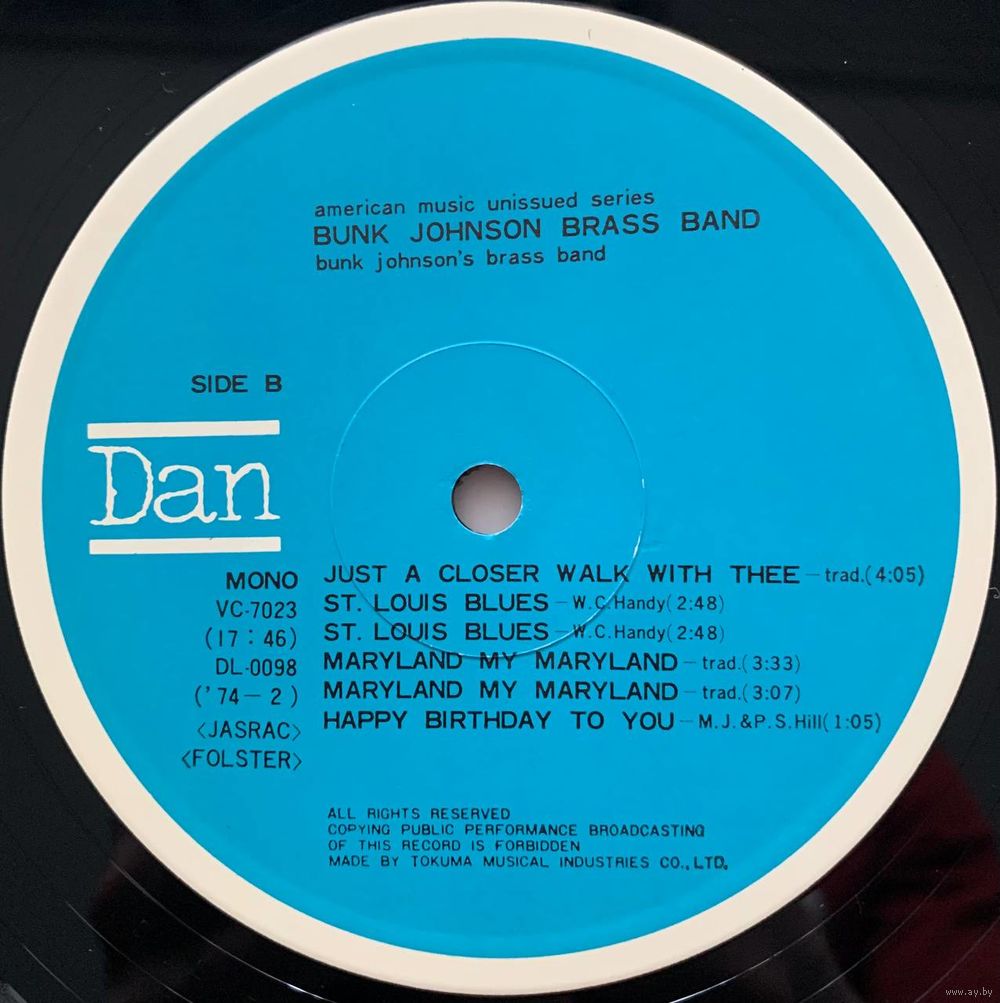 american music unissued series
BUNK JOHNSON BRASS BAND
bunk johnson's brass band
SIDE B
Dan
MONO
VC-7023
(17:46)
DL-0098
('74-2)
<JASRAC>
<FOLSTER>
JUST A CLOSER WALK WITH THEE - trad.(4:05)
ST. LOUIS BLUES - W.C.Handy(2:48)
ST. LOUIS BLUES - W.C.Handy(2:48)
MARYLAND MY MARYLAND - trad.(3:33)
MARYLAND MY MARYLAND - trad.(3:07)
HAPPY BIRTHDAY TO YOU - M.J.&P.S.Hill(1:05)
ALL RIGHTS RESERVED
COPYING PUBLIC PERFORMANCE BROADCASTING
OF THIS RECORD IS FORBIDDEN
MADE BY TOKUMA MUSICAL INDUSTRIES CO., LTD.
www.ay.by